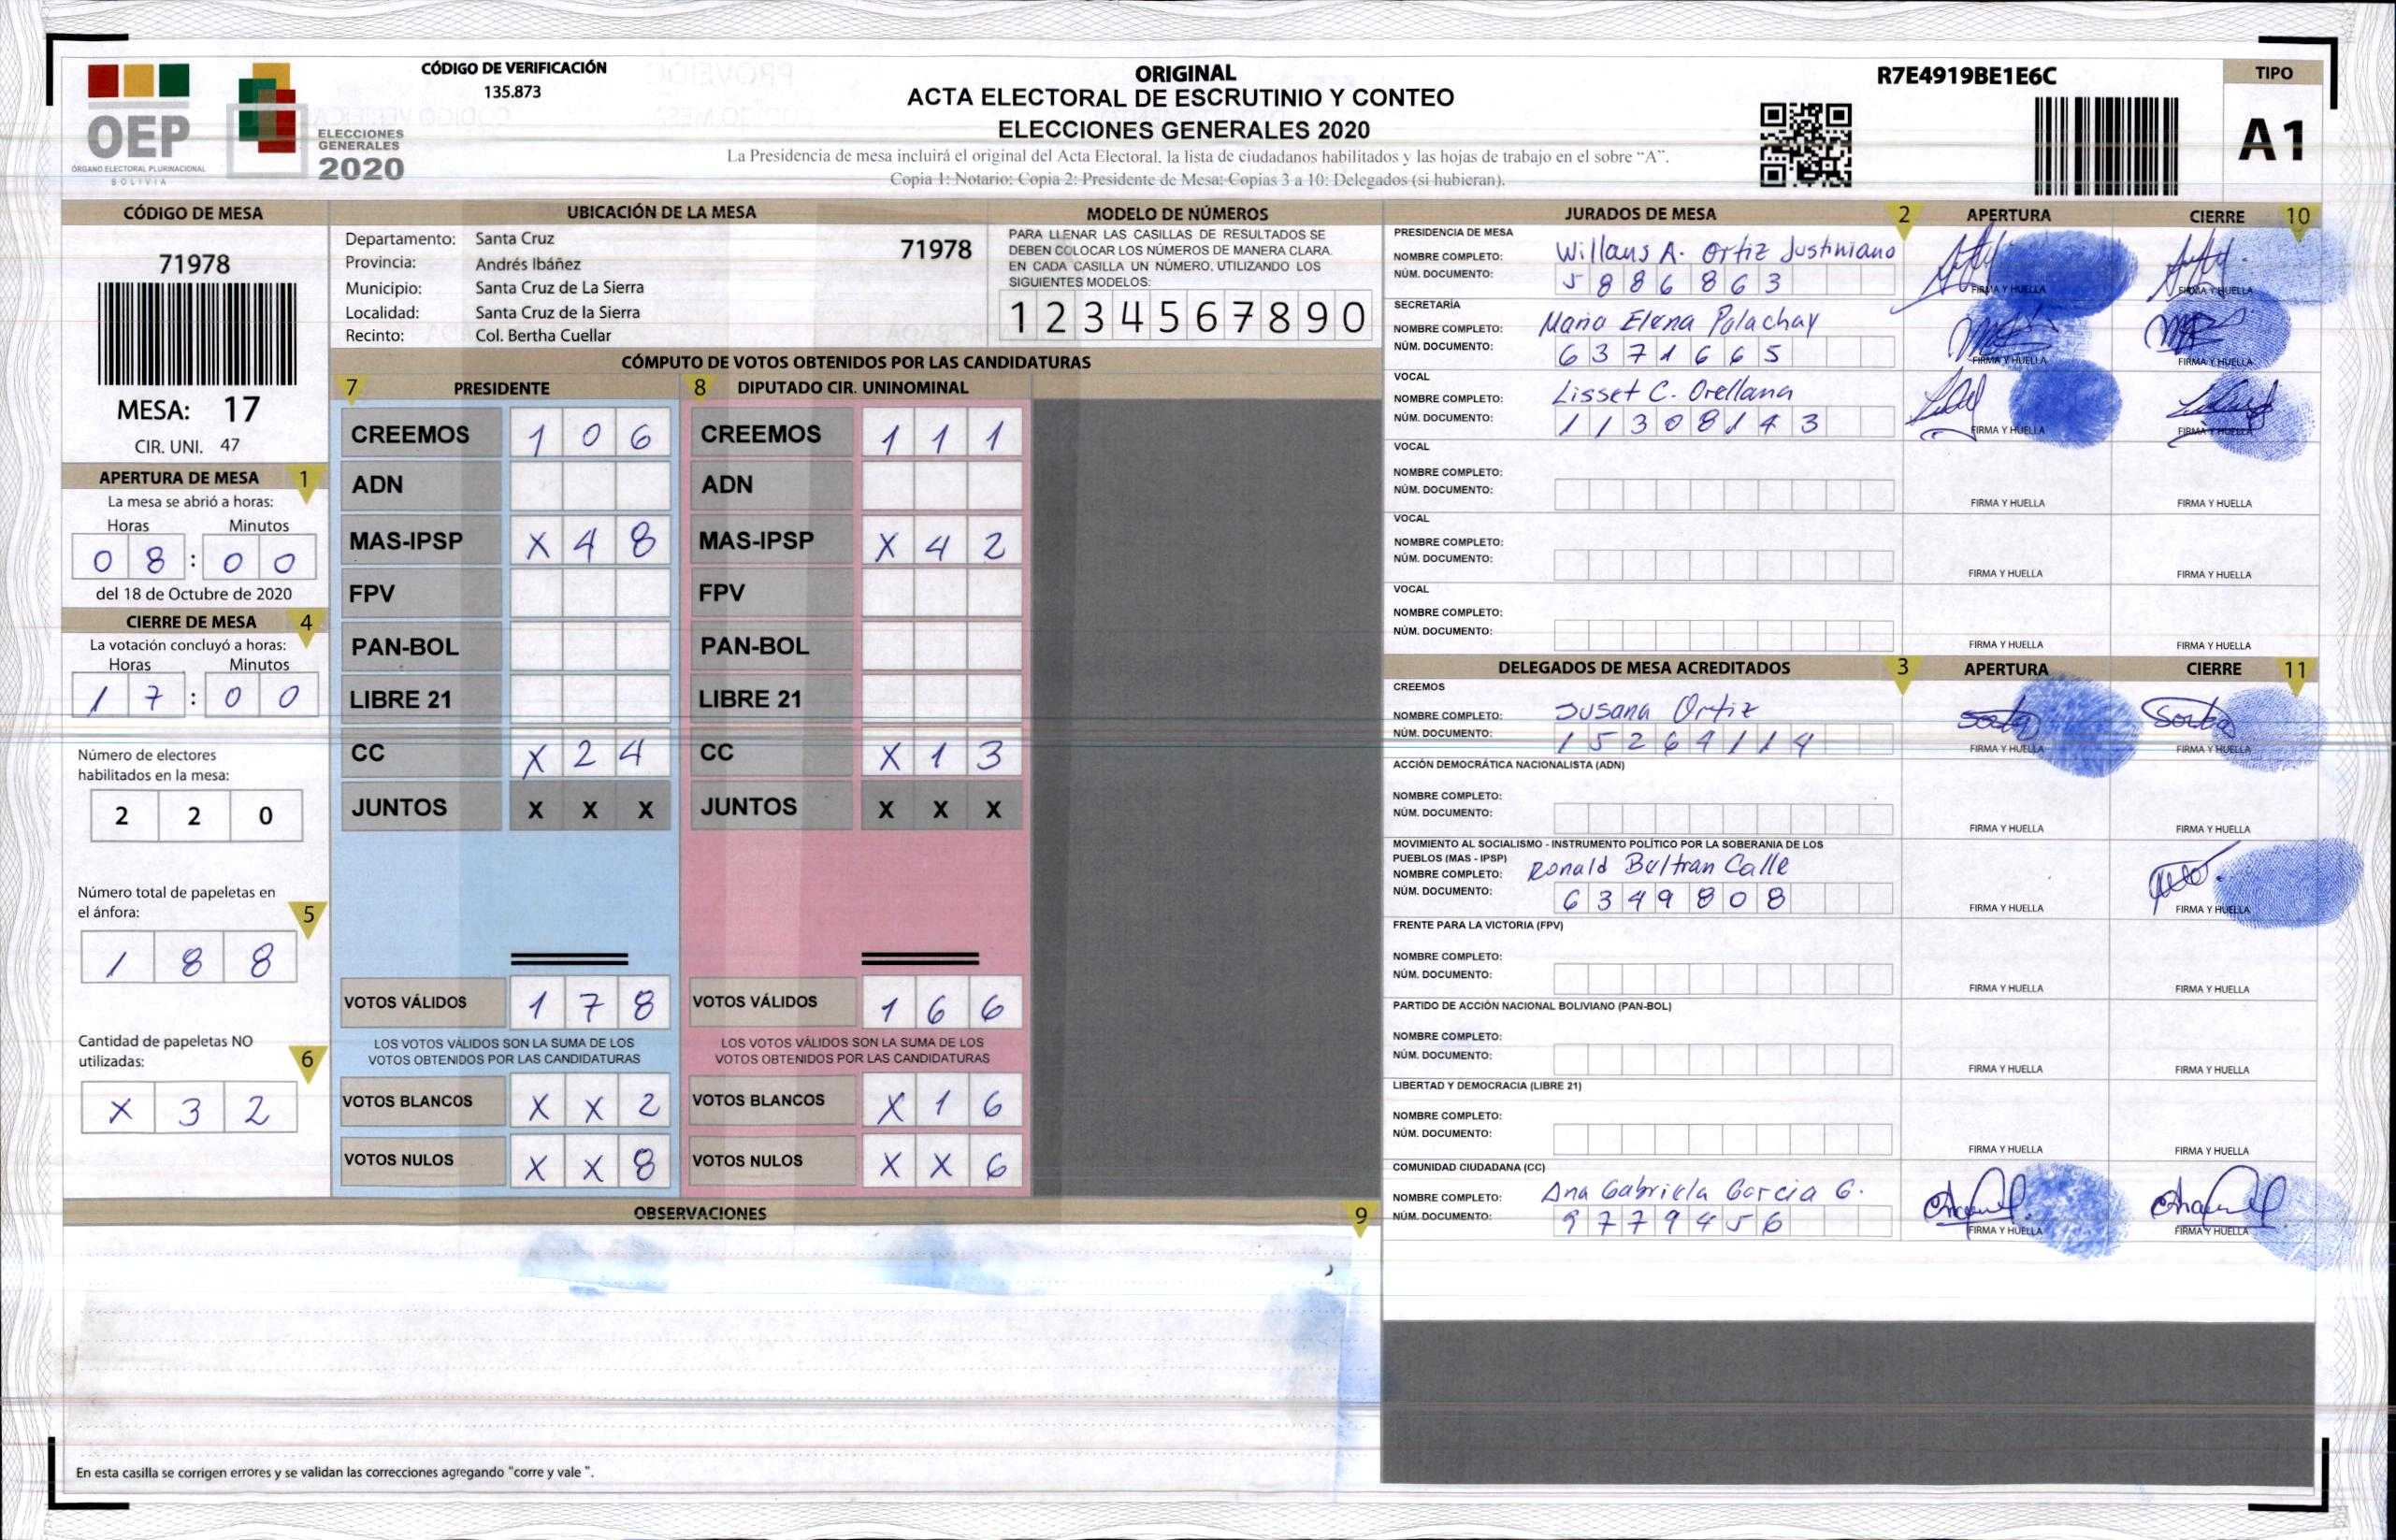 CÓDIGO DE VERIFICACIÓN
135.873
OEP
ÓRGANO ELECTORAL PLURINACIONAL
BOLIVIA
ELECCIONES
GENERALES
2020
ORIGINAL
ACTA ELECTORAL DE ESCRUTINIO Y CONTEO
ELECCIONES GENERALES 2020
La Presidencia de mesa incluirá el original del Acta Electoral, la lista de ciudadanos habilitados y las hojas de trabajo en el sobre “A”.
Copia 1: Notario: Copia 2: Presidente de Mesa: Copias 3 a 10: Delegados (si hubieran).
R7E4919BE1E6C
TIPO
A1
CÓDIGO DE MESA
71978
MESA: 17
CIR. UNI. 47
APERTURA DE MESA 1
La mesa se abrió a horas:
Horas Minutos
0 8 : 0 0
del 18 de Octubre de 2020
CIERRE DE MESA 4
La votación concluyó a horas:
Horas Minutos
1 7 : 0 0
Número de electores
habilitados en la mesa:
2 2 0
Número total de papeletas en
el ánfora: 5
1 8 8
Cantidad de papeletas NO
utilizadas: 6
X 3 2
UBICACIÓN DE LA MESA
Departamento: Santa Cruz 71978
Provincia: Andrés Ibáñez
Municipio: Santa Cruz de La Sierra
Localidad: Santa Cruz de la Sierra
Recinto: Col. Bertha Cuellar
MODELO DE NÚMEROS
PARA LLENAR LAS CASILLAS DE RESULTADOS SE
DEBEN COLOCAR LOS NÚMEROS DE MANERA CLARA.
EN CADA CASILLA UN NÚMERO, UTILIZANDO LOS
SIGUIENTES MODELOS:
1 2 3 4 5 6 7 8 9 0
CÓMPUTO DE VOTOS OBTENIDOS POR LAS CANDIDATURAS
7 PRESIDENTE 8 DIPUTADO CIR. UNINOMINAL
CREEMOS 1 0 6 CREEMOS 1 1 1
ADN ADN
MAS-IPSP X 4 8 MAS-IPSP X 4 2
FPV FPV
PAN-BOL PAN-BOL
LIBRE 21 LIBRE 21
CC X 2 4 CC X 1 3
JUNTOS X X X JUNTOS X X X
VOTOS VÁLIDOS 1 7 8 VOTOS VÁLIDOS 1 6 6
LOS VOTOS VÁLIDOS SON LA SUMA DE LOS LOS VOTOS VÁLIDOS SON LA SUMA DE LOS
VOTOS OBTENIDOS POR LAS CANDIDATURAS VOTOS OBTENIDOS POR LAS CANDIDATURAS
VOTOS BLANCOS X X 2 VOTOS BLANCOS X 1 6
VOTOS NULOS X X 8 VOTOS NULOS X X 6
OBSERVACIONES 9
En esta casilla se corrigen errores y se validan las correcciones agregando "corre y vale ".
JURADOS DE MESA 2 APERTURA CIERRE 10
PRESIDENCIA DE MESA
NOMBRE COMPLETO: Willans A. Ortiz Justiniano
NÚM. DOCUMENTO: 5 8 8 6 8 6 3 FIRMA Y HUELLA FIRMA Y HUELLA
SECRETARÍA
NOMBRE COMPLETO: Maria Elena Polachay
NÚM. DOCUMENTO: 6 3 7 1 6 6 5 FIRMA Y HUELLA FIRMA Y HUELLA
VOCAL
NOMBRE COMPLETO: Lisset C. Orellana
NÚM. DOCUMENTO: 1 1 3 0 8 1 4 3 FIRMA Y HUELLA FIRMA Y HUELLA
VOCAL
NOMBRE COMPLETO:
NÚM. DOCUMENTO: FIRMA Y HUELLA FIRMA Y HUELLA
VOCAL
NOMBRE COMPLETO:
NÚM. DOCUMENTO: FIRMA Y HUELLA FIRMA Y HUELLA
VOCAL
NOMBRE COMPLETO:
NÚM. DOCUMENTO: FIRMA Y HUELLA FIRMA Y HUELLA
DELEGADOS DE MESA ACREDITADOS 3 APERTURA CIERRE 11
CREEMOS
NOMBRE COMPLETO: Susana Ortiz
NÚM. DOCUMENTO: 1 5 2 6 9 1 1 4 FIRMA Y HUELLA FIRMA Y HUELLA
ACCIÓN DEMOCRÁTICA NACIONALISTA (ADN)
NOMBRE COMPLETO:
NÚM. DOCUMENTO: FIRMA Y HUELLA FIRMA Y HUELLA
MOVIMIENTO AL SOCIALISMO - INSTRUMENTO POLÍTICO POR LA SOBERANIA DE LOS
PUEBLOS (MAS - IPSP)
NOMBRE COMPLETO: Ronald Beltran Calle
NÚM. DOCUMENTO: 6 3 4 9 8 0 8 FIRMA Y HUELLA FIRMA Y HUELLA
FRENTE PARA LA VICTORIA (FPV)
NOMBRE COMPLETO:
NÚM. DOCUMENTO: FIRMA Y HUELLA FIRMA Y HUELLA
PARTIDO DE ACCIÓN NACIONAL BOLIVIANO (PAN-BOL)
NOMBRE COMPLETO:
NÚM. DOCUMENTO: FIRMA Y HUELLA FIRMA Y HUELLA
LIBERTAD Y DEMOCRACIA (LIBRE 21)
NOMBRE COMPLETO:
NÚM. DOCUMENTO: FIRMA Y HUELLA FIRMA Y HUELLA
COMUNIDAD CIUDADANA (CC)
NOMBRE COMPLETO: Ana Gabriela Garcia G.
NÚM. DOCUMENTO: 9 7 7 9 4 5 6 FIRMA Y HUELLA FIRMA Y HUELLA